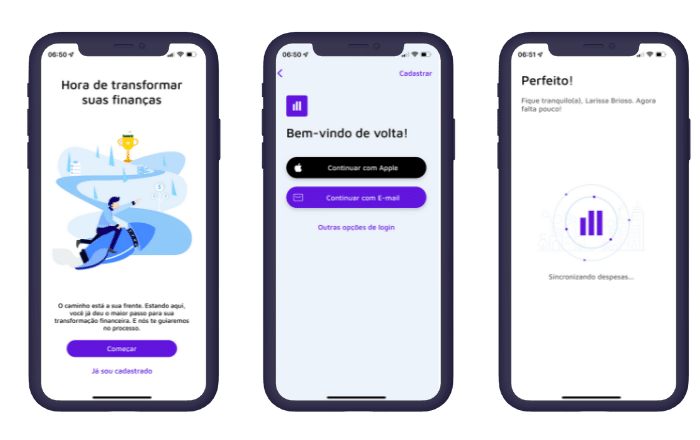 06:50
Hora de transformar
suas finanças
O caminho está a sua frente. Estando aqui,
você já deu o maior passo para sua
transformação financeira. E nós te guiaremos
no processo.
Começar
Já sou cadastrado
06:50
Cadastrar
Bem-vindo de volta!
Continuar com Apple
Continuar com E-mail
Outras opções de login
06:51
Perfeito!
Fique tranquilo(a), Larissa Brioso. Agora
falta pouco!
Sincronizando despesas...